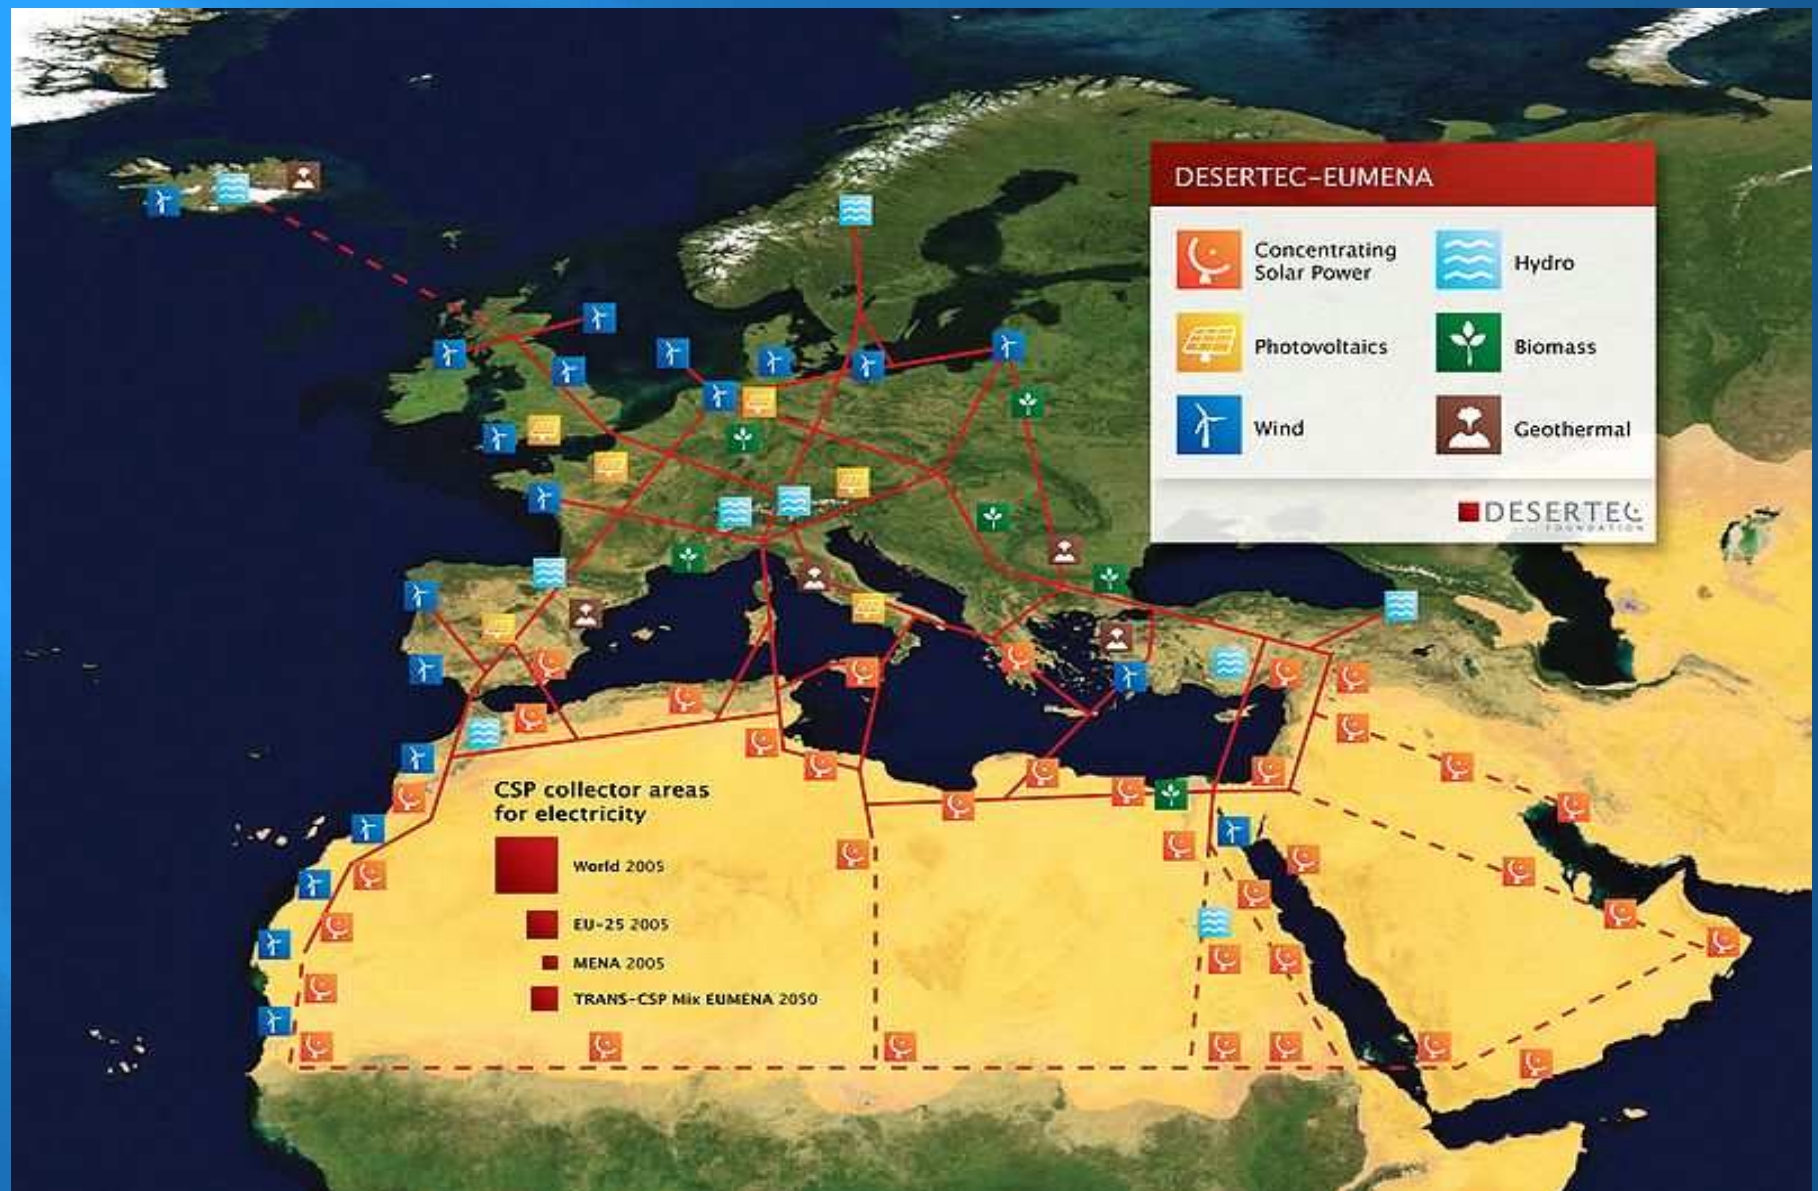 DESERTEC-EUMENA
Concentrating
Solar Power
Hydro
Photovoltaics
Biomass
Wind
Geothermal
DESERTEC
FOUNDATION
CSP collector areas
for electricity
World 2005
EU-25 2005
MENA 2005
TRANS-CSP Mix EUMENA 2050